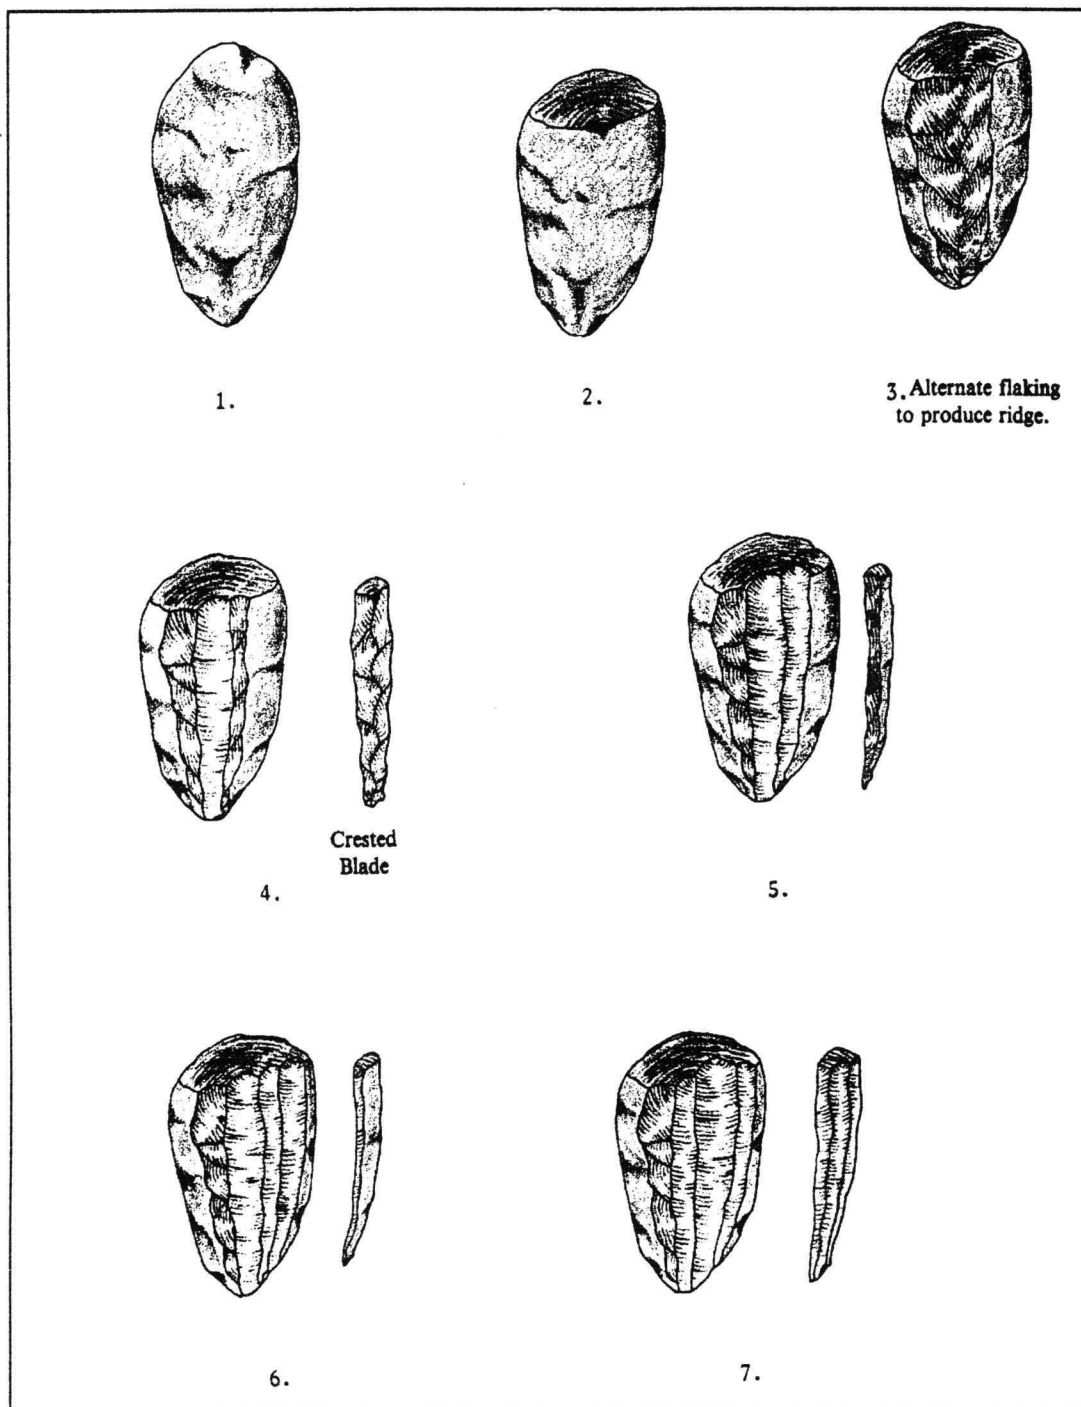 1.
2.
3. Alternate flaking
to produce ridge.
Crested
Blade
4.
5.
6.
7.